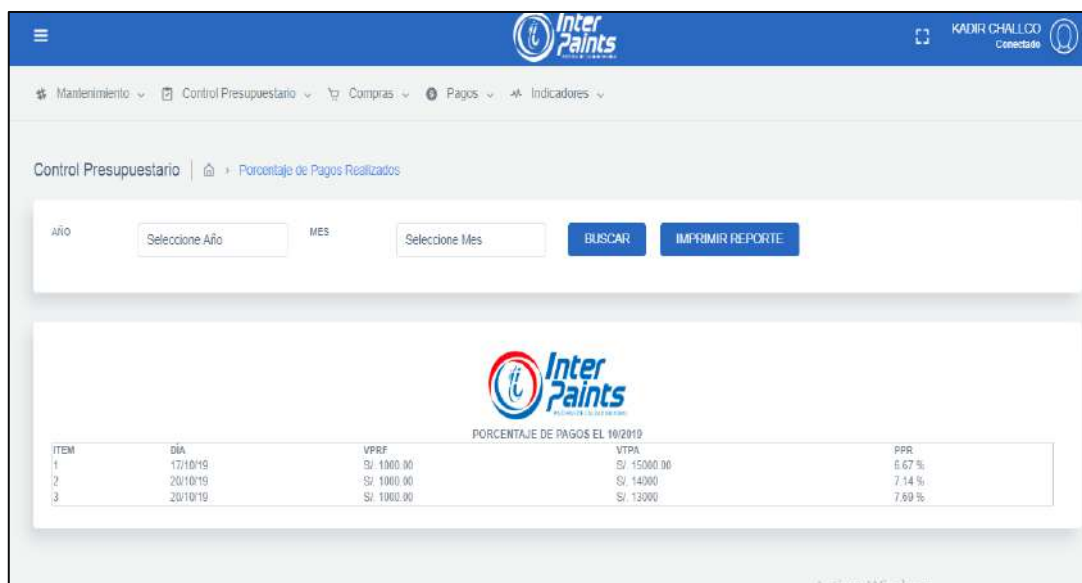 Inter
Paints
KADIR CHALLCO
Conectado
Mantenimiento
Control Presupuestario
Compras
Pagos
Indicadores
Control Presupuestario
Porcentaje de Pagos Realizados
AÑO
Seleccione Año
MES
Seleccione Mes
BUSCAR
IMPRIMIR REPORTE
Inter
Paints
PORCENTAJE DE PAGOS EL 10/2019
ITEM DÍA VPRF VTPA PPR
1 17/10/19 S/. 1000.00 S/. 15000.00 6.67 %
2 20/10/19 S/. 1000.00 S/. 14000 7.14 %
3 20/10/19 S/. 1000.00 S/. 13000 7.69 %